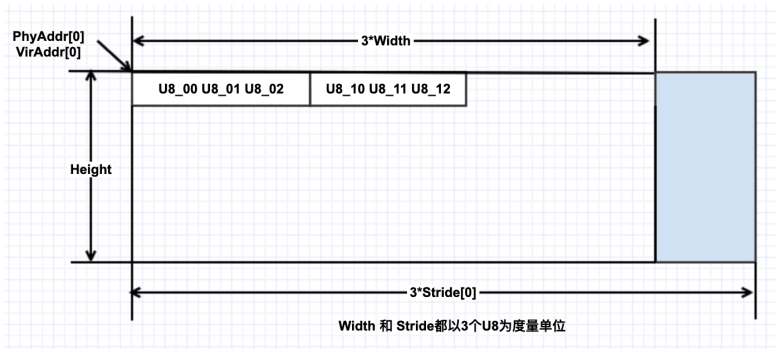 PhyAddr[0]
VirAddr[0]
3*Width
U8_00 U8_01 U8_02
U8_10 U8_11 U8_12
Height
3*Stride[0]
Width 和 Stride都以3个U8为度量单位